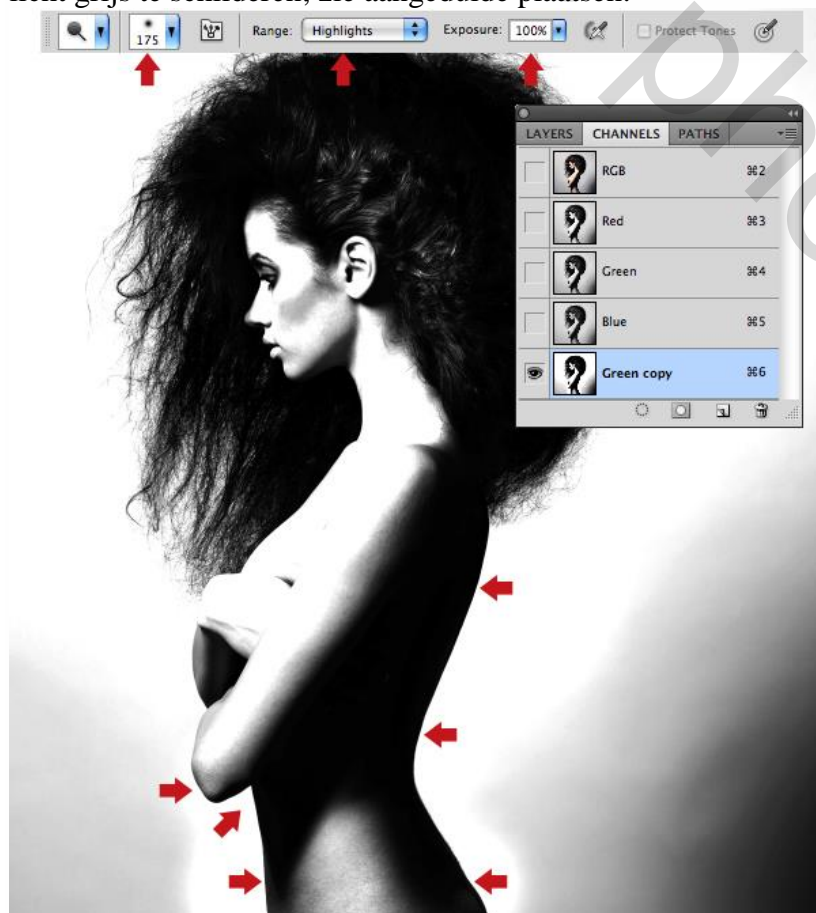 licht grijs te schilderen, zie aangeduide plaatsen.
175 Range: Highlights Exposure: 100% Protect Tones
LAYERS CHANNELS PATHS
RGB ⌘2
Red ⌘3
Green ⌘4
Blue ⌘5
Green copy ⌘6
pho